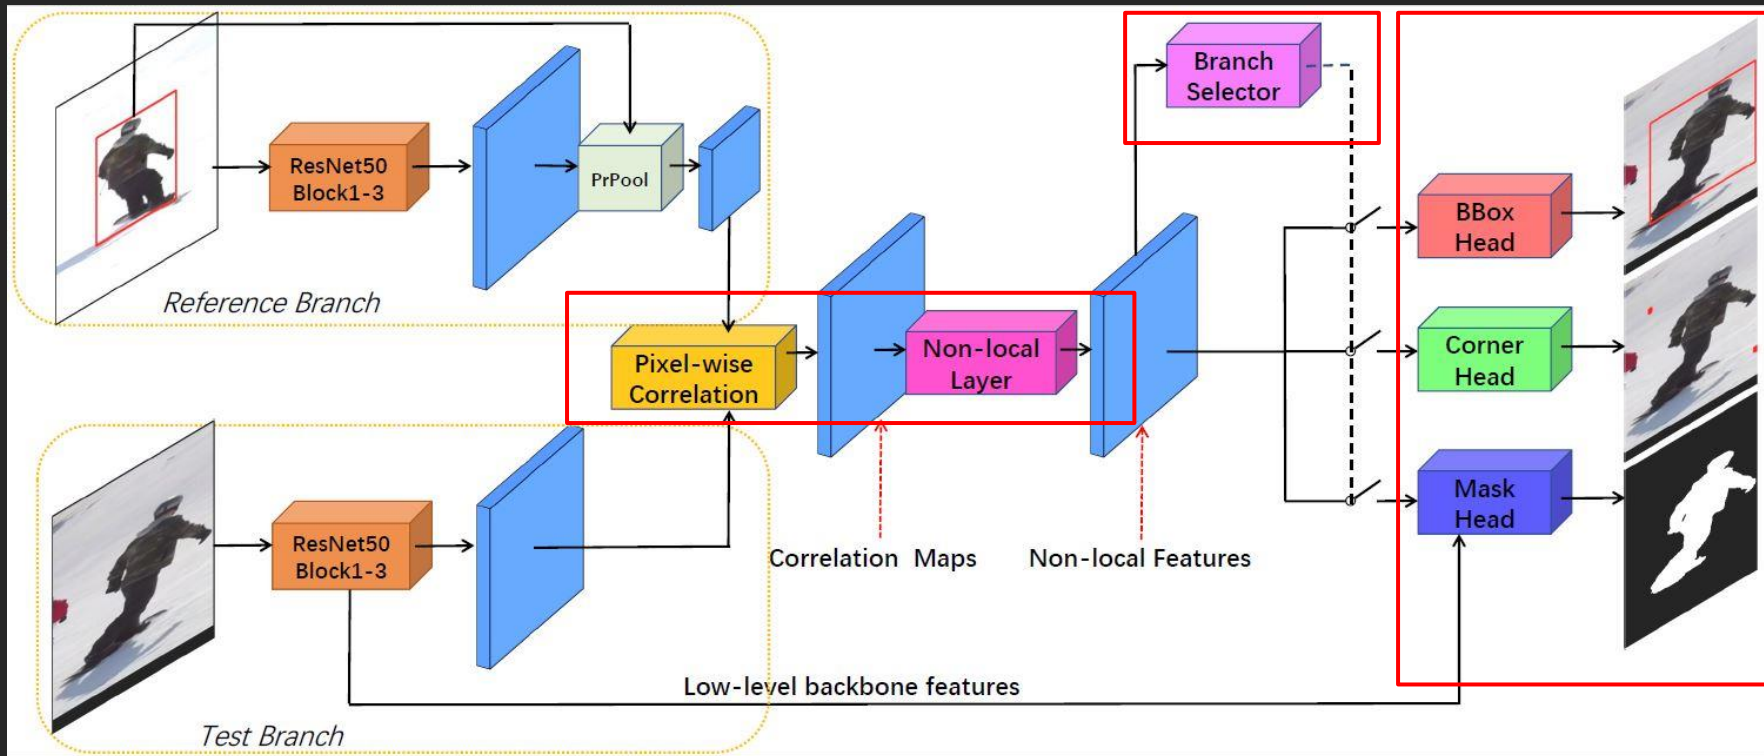 ResNet50
Block1-3
PrPool
Reference Branch
Branch
Selector
BBox
Head
Pixel-wise
Correlation
Non-local
Layer
Corner
Head
Mask
Head
ResNet50
Block1-3
Correlation Maps
Non-local Features
Low-level backbone features
Test Branch